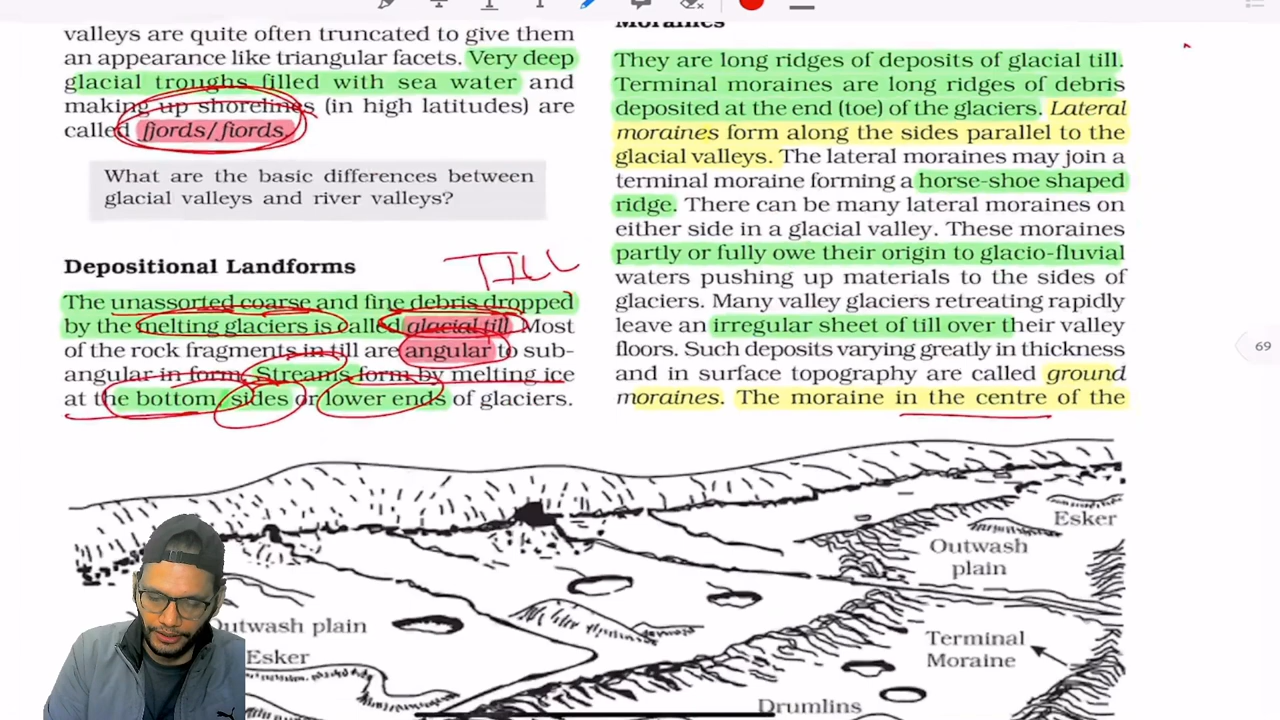 valleys are quite often truncated to give them
an appearance like triangular facets. Very deep
glacial troughs filled with sea water and
making up shorelines (in high latitudes) are
called fjords/fiords.
What are the basic differences between
glacial valleys and river valleys?
Depositional Landforms
TILL
The unassorted coarse and fine debris dropped
by the melting glaciers is called glacial till. Most
of the rock fragments in till are angular to sub-
angular in form. Streams form by melting ice
at the bottom, sides or lower ends of glaciers.
Moraines
They are long ridges of deposits of glacial till.
Terminal moraines are long ridges of debris
deposited at the end (toe) of the glaciers. Lateral
moraines form along the sides parallel to the
glacial valleys. The lateral moraines may join a
terminal moraine forming a horse-shoe shaped
ridge. There can be many lateral moraines on
either side in a glacial valley. These moraines
partly or fully owe their origin to glacio-fluvial
waters pushing up materials to the sides of
glaciers. Many valley glaciers retreating rapidly
leave an irregular sheet of till over their valley
floors. Such deposits varying greatly in thickness
and in surface topography are called ground
moraines. The moraine in the centre of the
69
Esker
Outwash
plain
Outwash plain
Esker
Terminal
Moraine
Drumlins